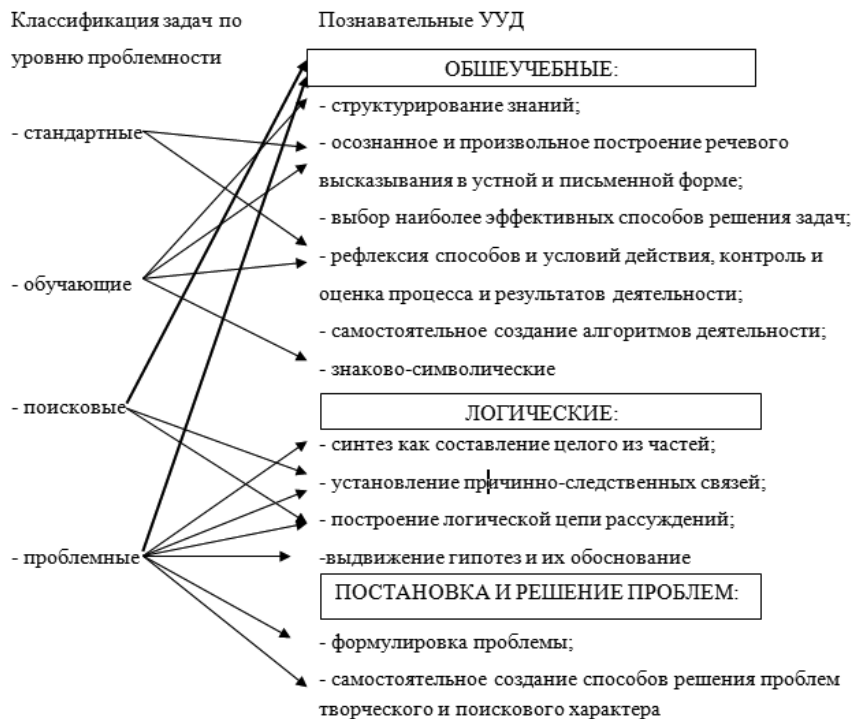 Классификация задач по
уровню проблемности
- стандартные
- обучающие
- поисковые
- проблемные
Познавательные УУД
ОБШЕУЧЕБНЫЕ:
- структурирование знаний;
- осознанное и произвольное построение речевого
высказывания в устной и письменной форме;
- выбор наиболее эффективных способов решения задач;
- рефлексия способов и условий действия, контроль и
оценка процесса и результатов деятельности;
- самостоятельное создание алгоритмов деятельности;
- знаково-символические
ЛОГИЧЕСКИЕ:
- синтез как составление целого из частей;
- установление причинно-следственных связей;
- построение логической цепи рассуждений;
-выдвижение гипотез и их обоснование
ПОСТАНОВКА И РЕШЕНИЕ ПРОБЛЕМ:
- формулировка проблемы;
- самостоятельное создание способов решения проблем
творческого и поискового характера